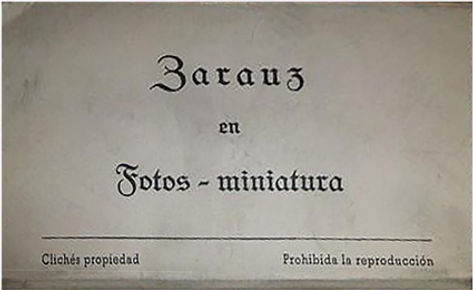 Zarauz
en
Fotos - miniatura
Clichés propiedad Prohibida la reproducción